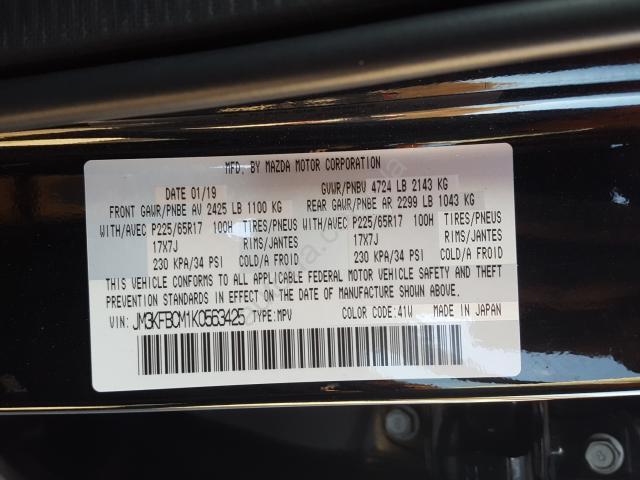 MFD. BY MAZDA MOTOR CORPORATION
DATE 01/19 GVWR/PNBV 4724 LB 2143 KG
FRONT GAWR/PNBE AV 2425 LB 1100 KG REAR GAWR/PNBE AR 2299 LB 1043 KG
WITH/AVEC P225/65R17 100H TIRES/PNEUS WITH/AVEC P225/65R17 100H TIRES/PNEUS
17X7J RIMS/JANTES 17X7J RIMS/JANTES
230 KPA/34 PSI COLD/A FROID 230 KPA/34 PSI COLD/A FROID
THIS VEHICLE CONFORMS TO ALL APPLICABLE FEDERAL MOTOR VEHICLE SAFETY AND THEFT
PREVENTION STANDARDS IN EFFECT ON THE DATE OF MANUFACTURE SHOWN ABOVE.
VIN: JM3KFBCM1K0563425 TYPE:MPV COLOR CODE:41W MADE IN JAPAN